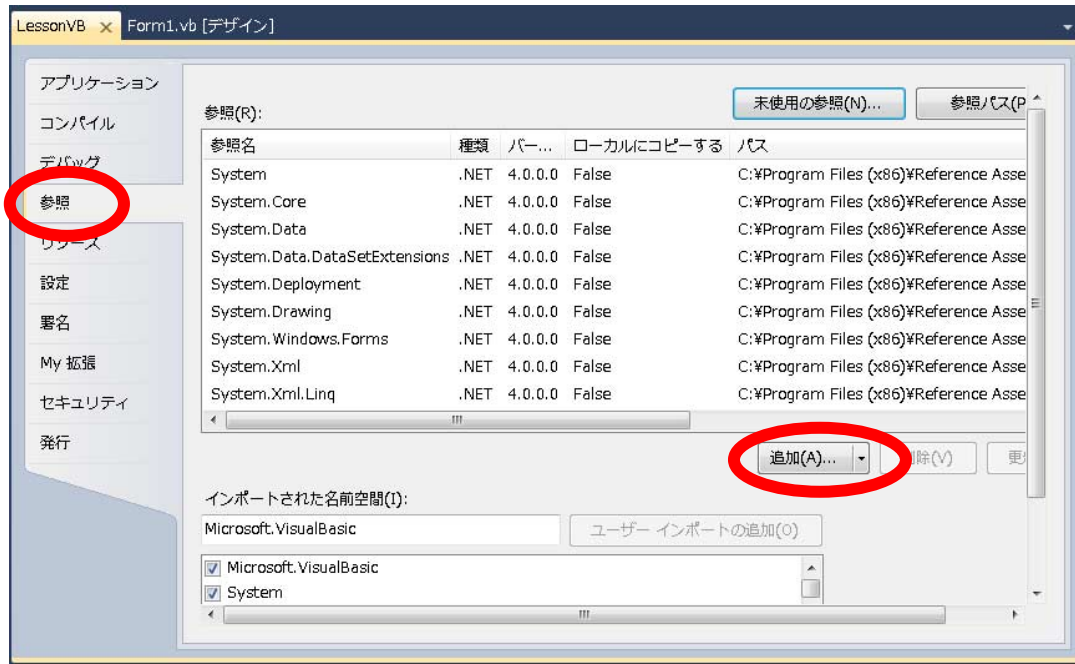 LessonVB × Form1.vb [デザイン]
アプリケーション
コンパイル
デバッグ
参照
リソース
設定
署名
My 拡張
セキュリティ
発行
未使用の参照(N)... 参照パス(P
参照(R):
参照名 種類 バー... ローカルにコピーする パス
System .NET 4.0.0.0 False C:¥Program Files (x86)¥Reference Asse
System.Core .NET 4.0.0.0 False C:¥Program Files (x86)¥Reference Asse
System.Data .NET 4.0.0.0 False C:¥Program Files (x86)¥Reference Asse
System.Data.DataSetExtensions .NET 4.0.0.0 False C:¥Program Files (x86)¥Reference Asse
System.Deployment .NET 4.0.0.0 False C:¥Program Files (x86)¥Reference Asse
System.Drawing .NET 4.0.0.0 False C:¥Program Files (x86)¥Reference Asse
System.Windows.Forms .NET 4.0.0.0 False C:¥Program Files (x86)¥Reference Asse
System.Xml .NET 4.0.0.0 False C:¥Program Files (x86)¥Reference Asse
System.Xml.Linq .NET 4.0.0.0 False C:¥Program Files (x86)¥Reference Asse
追加(A)... 除(V)
インポートされた名前空間(I):
Microsoft.VisualBasic ユーザー インポートの追加(O)
Microsoft.VisualBasic
System